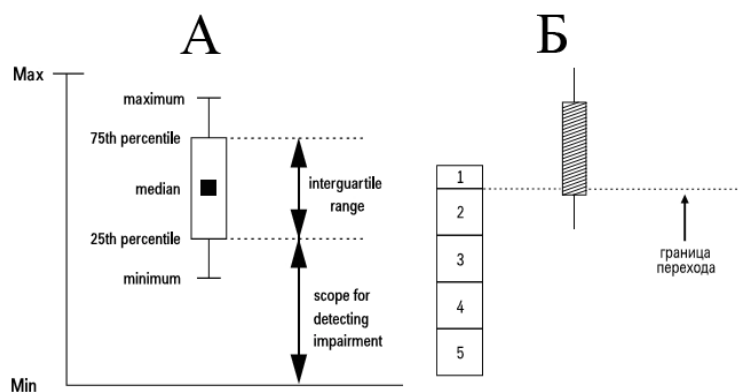 А
Max
maximum
75th percentile
median
interguartile
range
25th percentile
minimum
scope for
detecting
impairment
Min
Б
1
2
3
4
5
граница
перехода